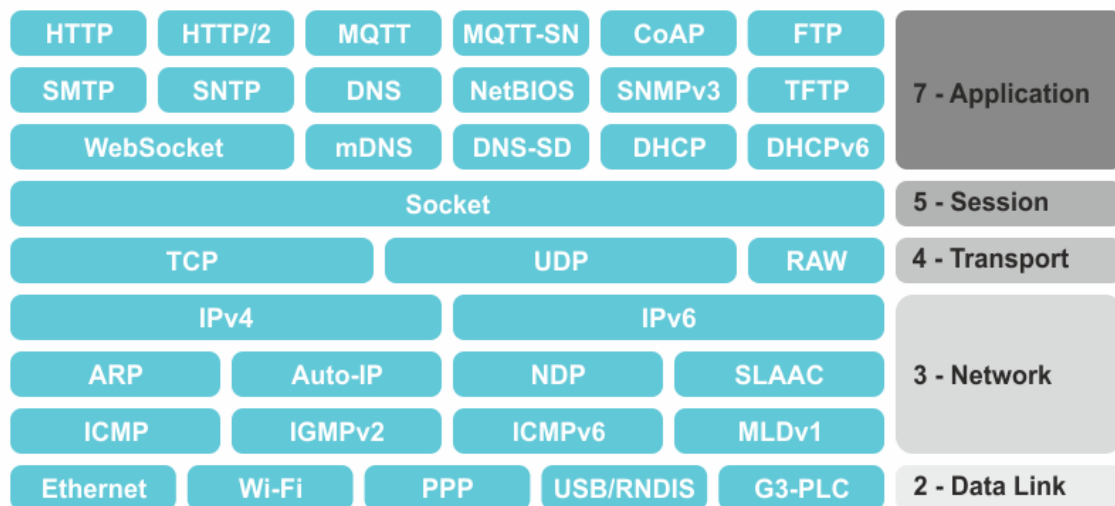 HTTP HTTP/2 MQTT MQTT-SN CoAP FTP
SMTP SNTP DNS NetBIOS SNMPv3 TFTP
7 - Application
WebSocket mDNS DNS-SD DHCP DHCPv6
Socket
5 - Session
TCP UDP RAW
4 - Transport
IPv4 IPv6
ARP Auto-IP NDP SLAAC
3 - Network
ICMP IGMPv2 ICMPv6 MLDv1
Ethernet Wi-Fi PPP USB/RNDIS G3-PLC
2 - Data Link